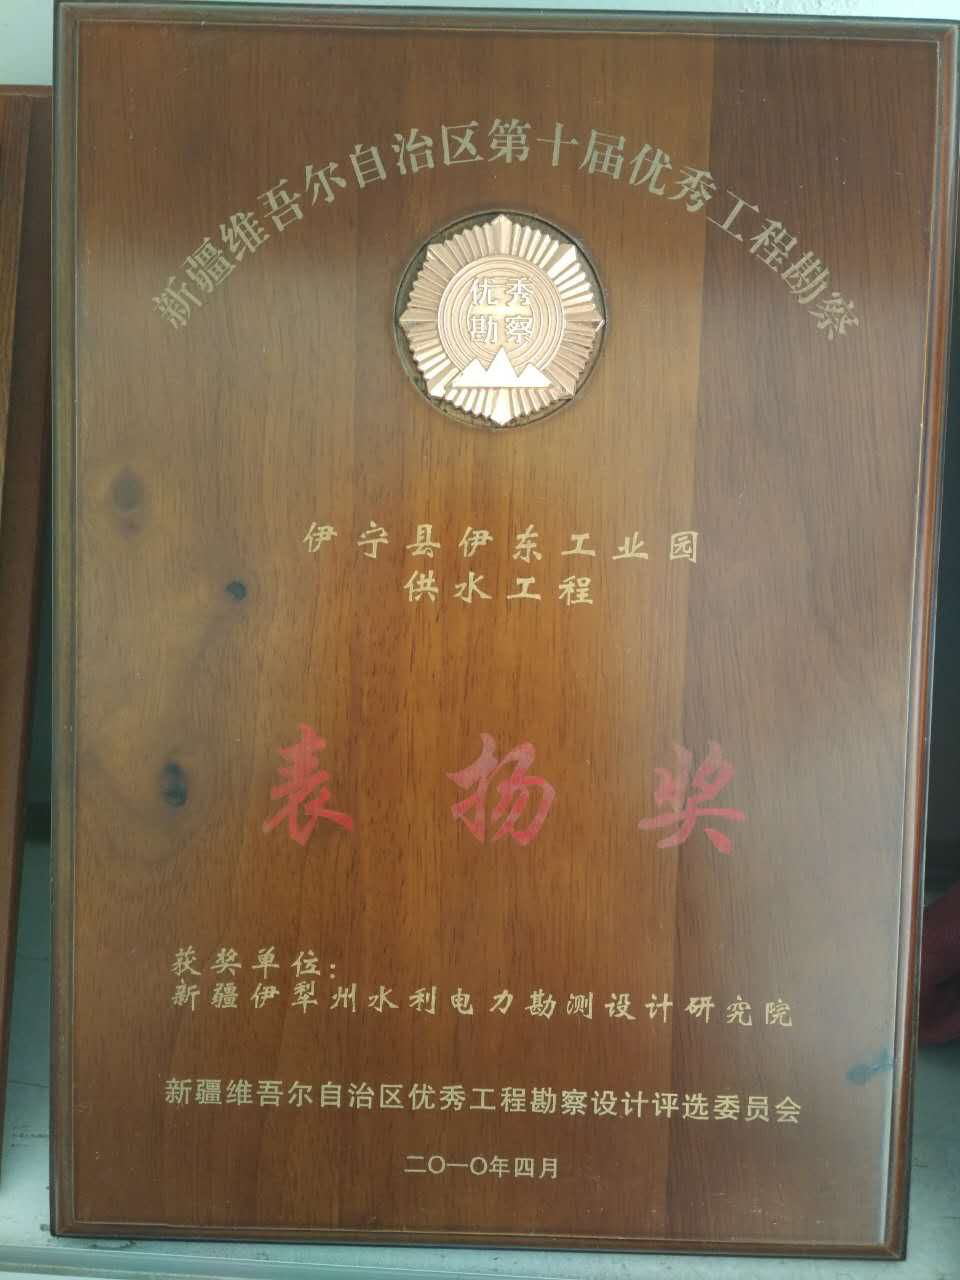 新疆维吾尔自治区第十届优秀工程勘察
优秀
勘察
伊宁县伊东工业园
供水工程
表扬奖
获奖单位:
新疆伊犁州水利电力勘测设计研究院
新疆维吾尔自治区优秀工程勘察设计评选委员会
二〇一〇年四月